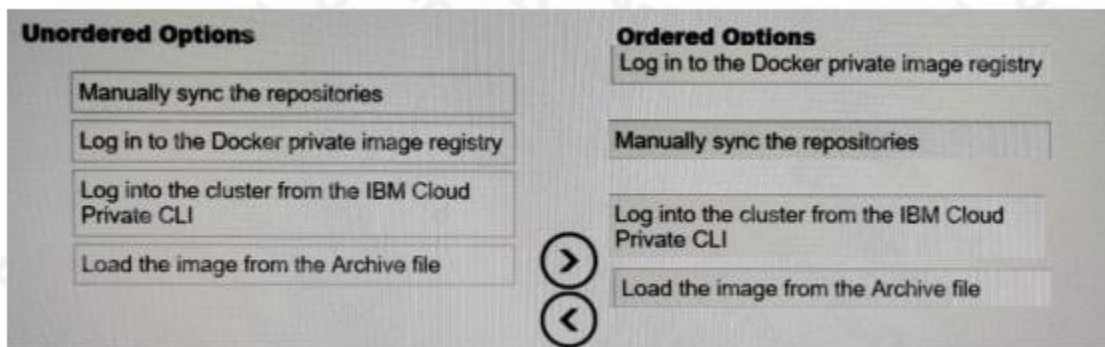 Unordered Options
Manually sync the repositories
Log in to the Docker private image registry
Log into the cluster from the IBM Cloud
Private CLI
Load the image from the Archive file
Ordered Options
Log in to the Docker private image registry
Manually sync the repositories
Log into the cluster from the IBM Cloud
Private CLI
Load the image from the Archive file